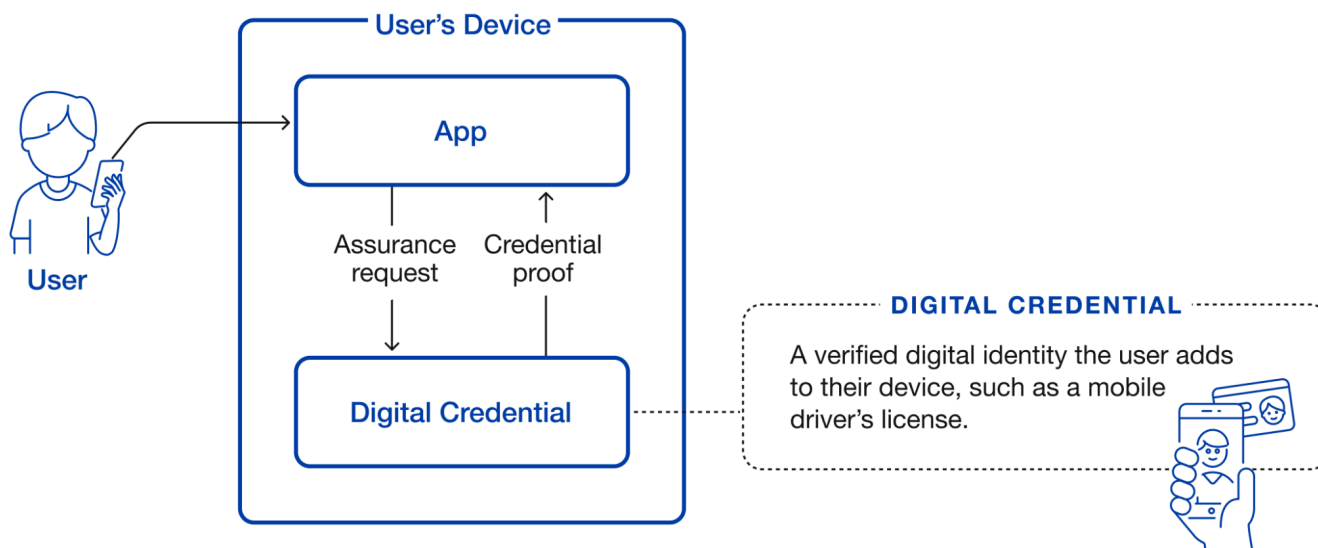 User’s Device
App
Assurance
request
Credential
proof
User
Digital Credential
DIGITAL CREDENTIAL
A verified digital identity the user adds
to their device, such as a mobile
driver’s license.